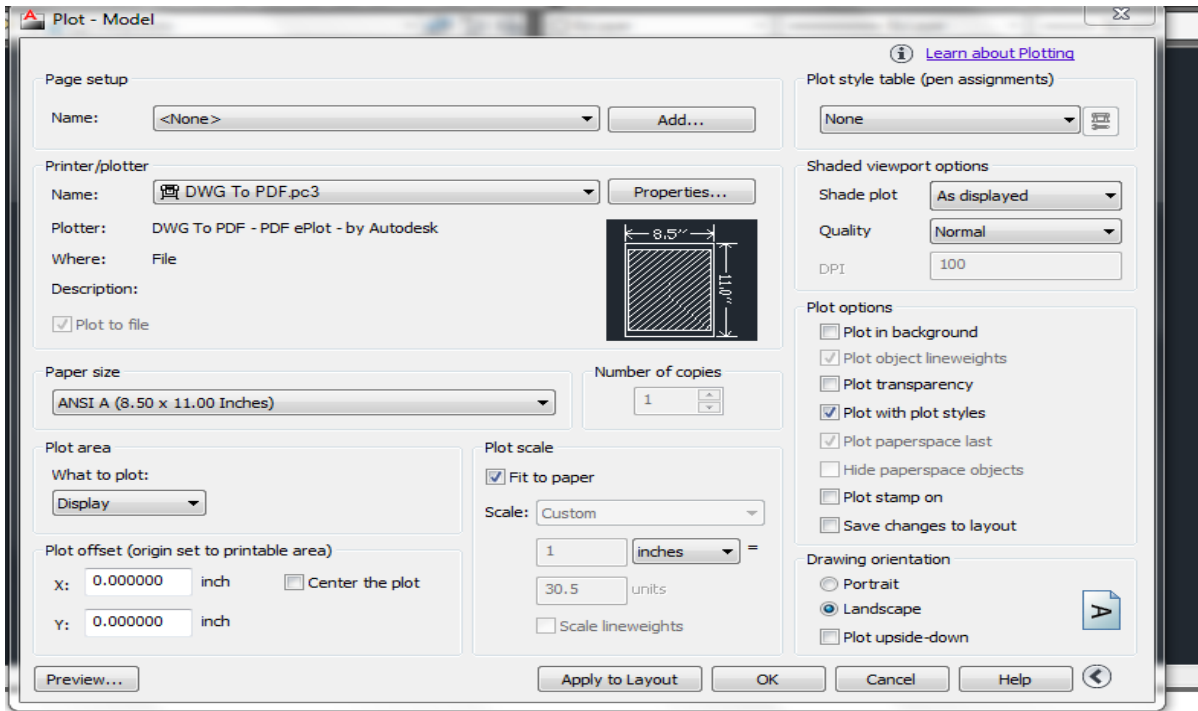 Plot - Model
Learn about Plotting
Page setup
Name: <None> Add...
Plot style table (pen assignments)
None
Printer/plotter
Name: DWG To PDF.pc3 Properties...
Plotter: DWG To PDF - PDF ePlot - by Autodesk
Where: File
Description:
Plot to file
8.5″
11.0″
Shaded viewport options
Shade plot As displayed
Quality Normal
DPI 100
Paper size
ANSI A (8.50 x 11.00 Inches)
Number of copies
1
Plot options
Plot in background
Plot object lineweights
Plot transparency
Plot with plot styles
Plot paperspace last
Hide paperspace objects
Plot stamp on
Save changes to layout
Plot area
What to plot:
Display
Plot scale
Fit to paper
Scale: Custom
1 inches =
30.5 units
Scale lineweights
Plot offset (origin set to printable area)
X: 0.000000 inch Center the plot
Y: 0.000000 inch
Drawing orientation
Portrait
Landscape
Plot upside-down
A
Preview... Apply to Layout OK Cancel Help